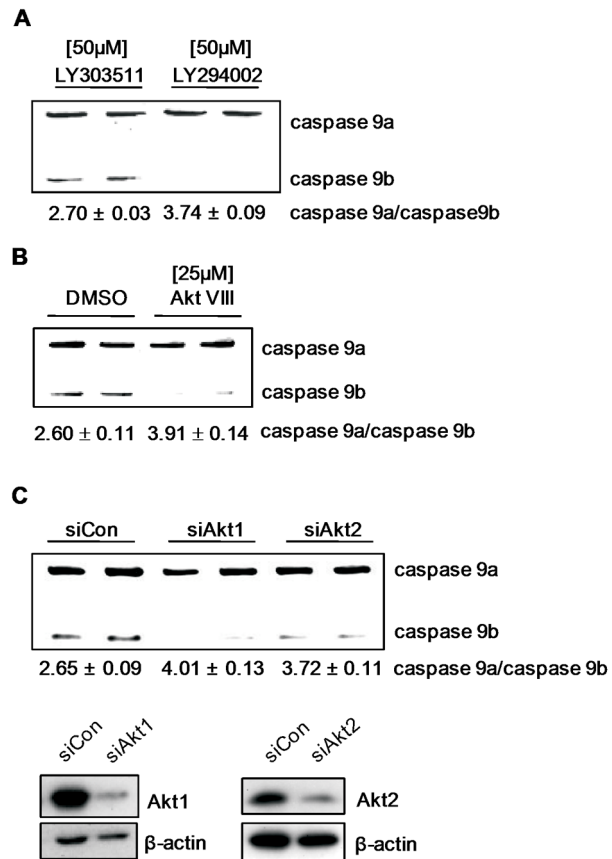 A
[50µM] [50µM]
LY303511 LY294002
caspase 9a
caspase 9b
2.70 ± 0.03 3.74 ± 0.09 caspase 9a/caspase9b
B
[25µM]
DMSO Akt VIII
caspase 9a
caspase 9b
2.60 ± 0.11 3.91 ± 0.14 caspase 9a/caspase 9b
C
siCon siAkt1 siAkt2
caspase 9a
caspase 9b
2.65 ± 0.09 4.01 ± 0.13 3.72 ± 0.11 caspase 9a/caspase 9b
siCon siAkt1 siCon siAkt2
Akt1 Akt2
β-actin β-actin